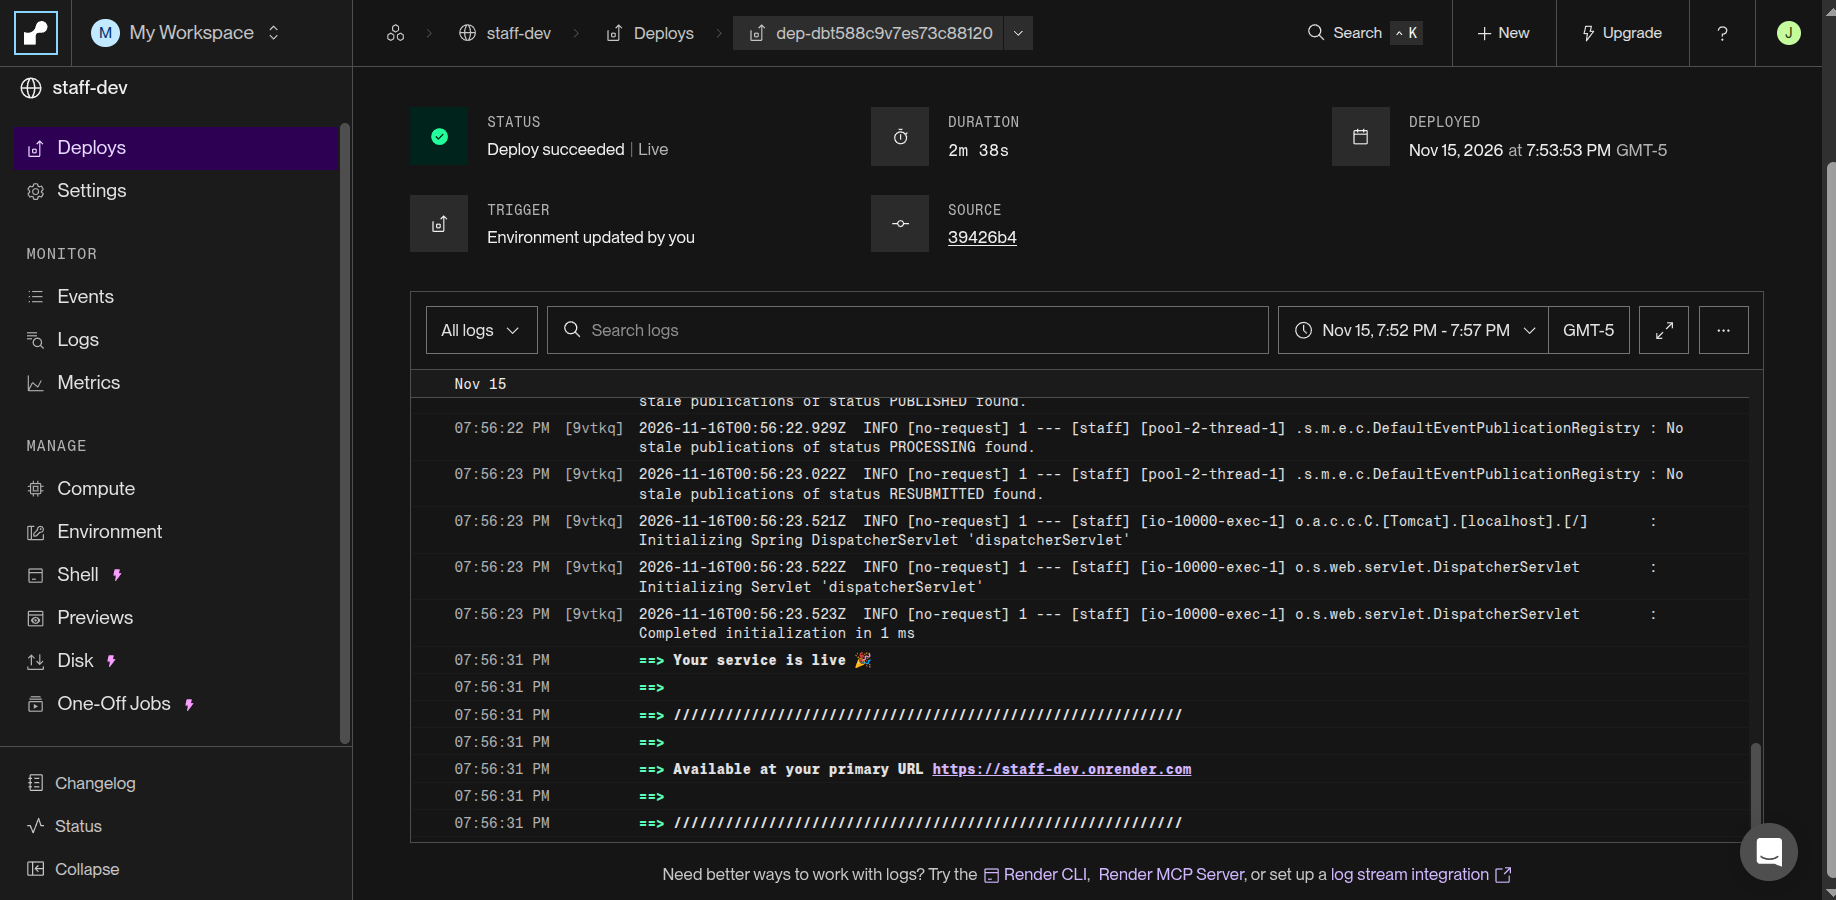 M My Workspace
staff-dev
Deploys
dep-dbt588c9v7es73c88120
Search ^ K
New
Upgrade
?
J
staff-dev
Deploys
Settings
MONITOR
Events
Logs
Metrics
MANAGE
Compute
Environment
Shell
Previews
Disk
One-Off Jobs
Changelog
Status
Collapse
STATUS
Deploy succeeded | Live
DURATION
2m 38s
DEPLOYED
Nov 15, 2026 at 7:53:53 PM GMT-5
TRIGGER
Environment updated by you
SOURCE
39426b4
All logs
Search logs
Nov 15, 7:52 PM - 7:57 PM
GMT-5
...
Nov 15
stale publications of status PUBLISHED found.
07:56:22 PM [9vtkq] 2026-11-16T00:56:22.929Z  INFO [no-request] 1 --- [staff] [pool-2-thread-1] .s.m.e.c.DefaultEventPublicationRegistry : No
stale publications of status PROCESSING found.
07:56:23 PM [9vtkq] 2026-11-16T00:56:23.022Z  INFO [no-request] 1 --- [staff] [pool-2-thread-1] .s.m.e.c.DefaultEventPublicationRegistry : No
stale publications of status RESUBMITTED found.
07:56:23 PM [9vtkq] 2026-11-16T00:56:23.521Z  INFO [no-request] 1 --- [staff] [io-10000-exec-1] o.a.c.c.C.[Tomcat].[localhost].[/]       :
Initializing Spring DispatcherServlet 'dispatcherServlet'
07:56:23 PM [9vtkq] 2026-11-16T00:56:23.522Z  INFO [no-request] 1 --- [staff] [io-10000-exec-1] o.s.web.servlet.DispatcherServlet        :
Initializing Servlet 'dispatcherServlet'
07:56:23 PM [9vtkq] 2026-11-16T00:56:23.523Z  INFO [no-request] 1 --- [staff] [io-10000-exec-1] o.s.web.servlet.DispatcherServlet        :
Completed initialization in 1 ms
07:56:31 PM ==> Your service is live 🎉
07:56:31 PM ==>
07:56:31 PM ==> ///////////////////////////////////////////////////////////
07:56:31 PM ==>
07:56:31 PM ==> Available at your primary URL https://staff-dev.onrender.com
07:56:31 PM ==>
07:56:31 PM ==> ///////////////////////////////////////////////////////////
Need better ways to work with logs? Try the Render CLI, Render MCP Server, or set up a log stream integration